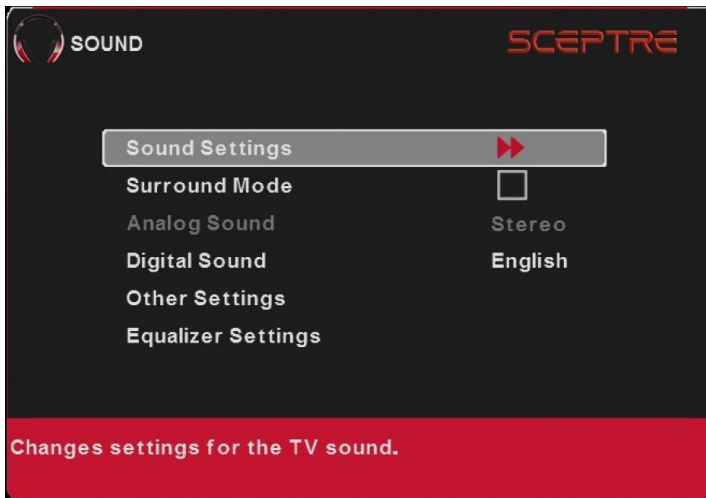 SOUND
SCEPTRE
Sound Settings
Surround Mode
Analog Sound Stereo
Digital Sound English
Other Settings
Equalizer Settings
Changes settings for the TV sound.